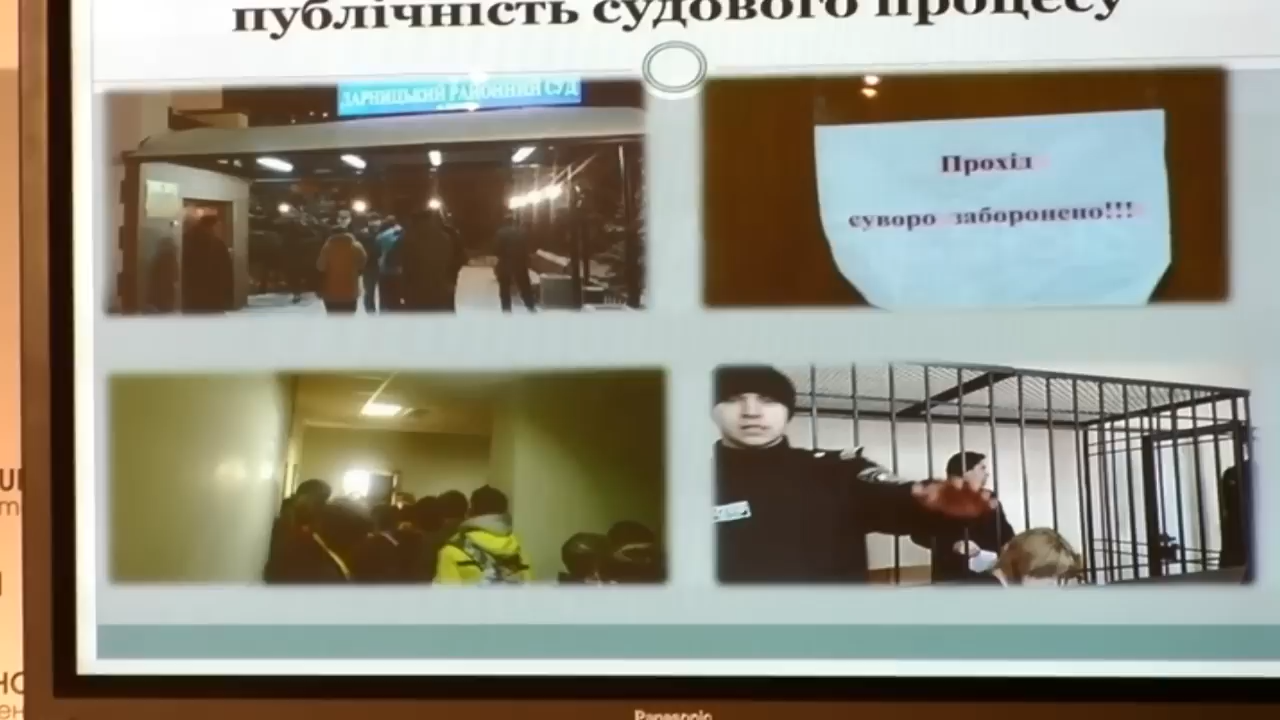 публічність судового процесу
ДАРНИЦЬКИЙ РАЙОННИЙ СУД
Прохід
суворо заборонено!!!
Panasonic